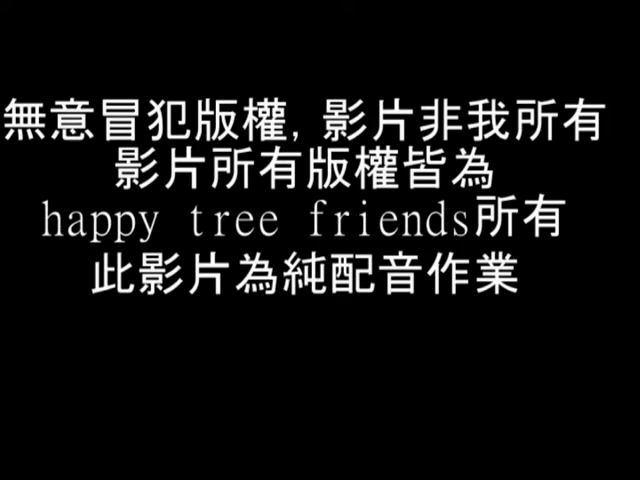 無意冒犯版權, 影片非我所有
影片所有版權皆為
happy tree friends所有
此影片為純配音作業